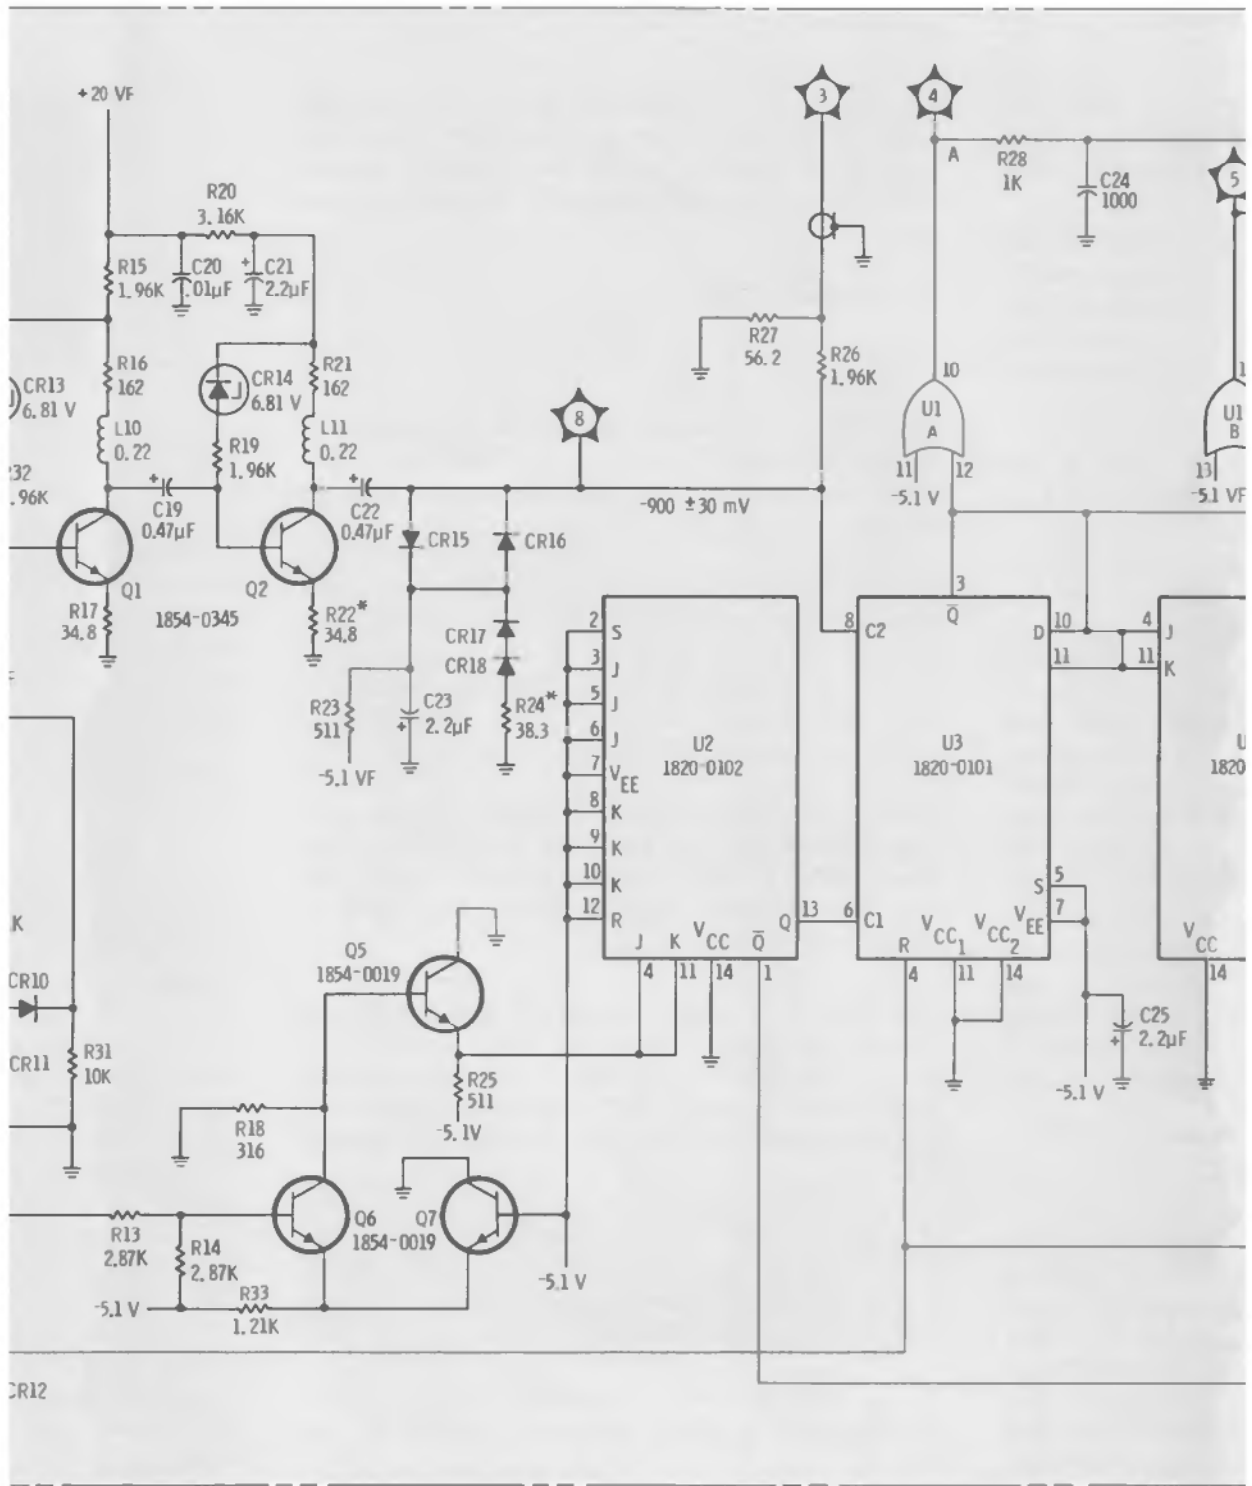 +20 VF
3
4
A
R28
1K
C24
1000
5
R20
3.16K
R15
1.96K
C20
.01µF
+
C21
2.2µF
R27
56.2
R26
1.96K
CR13
6.81 V
R16
162
CR14
6.81 V
R21
162
8
10
U1
A
U1
B
L10
0.22
R19
1.96K
L11
0.22
11
12
13
-5.1 V
-5.1 VF
.96K
+
C19
0.47µF
+
C22
0.47µF
-900 ±30 mV
CR15
CR16
Q1
Q2
1854-0345
R17
34.8
R22*
34.8
CR17
CR18
R23
511
-5.1 VF
C23
+
2.2µF
R24*
38.3
2 S
3 J
5 J
6 J
7 VEE
8 K
9 K
10 K
12 R
U2
1820-0102
J K VCC Q̅ Q
4 11 14 1
13
3
Q̅
8 C2
D 10
11
U3
1820-0101
6 C1
S 5
VEE 7
R VCC1 VCC2
4 11 14
4 J
11 K
1820
VCC
14
C25
+
2.2µF
-5.1 V
Q5
1854-0019
R25
511
-5.1V
CR10
CR11
R31
10K
R18
316
R13
2.87K
R14
2.87K
Q6
Q7
1854-0019
-5.1 V
-5.1 V
R33
1.21K
CR12